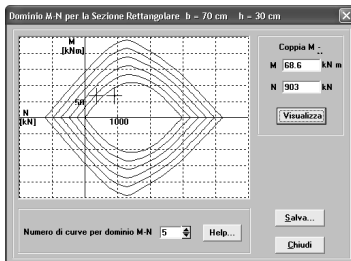 Dominio M-N per la Sezione Rettangolare b = 70 cm h = 30 cm
M
[kNm]
50
N
[kN]
1000
Coppia M -
M 68.6 kN m
N 903 kN
Visualizza
Numero di curve per dominio M-N 5 Help...
Salva...
Chiudi